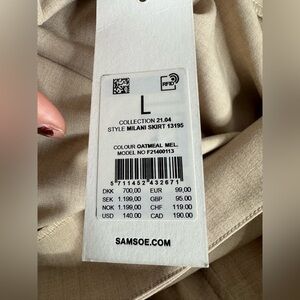 RFID
L
COLLECTION 21.04
STYLE MILANI SKIRT 13195
COLOUR OATMEAL MEL.
MODEL NO F21400113
5 711452 432671
DKK 700,00 EUR 99,00
SEK 1.199,00 GBP 95.00
NOK 1.199,00 CHF 119.00
USD 140.00 CAD 190.00
SAMSOE.COM